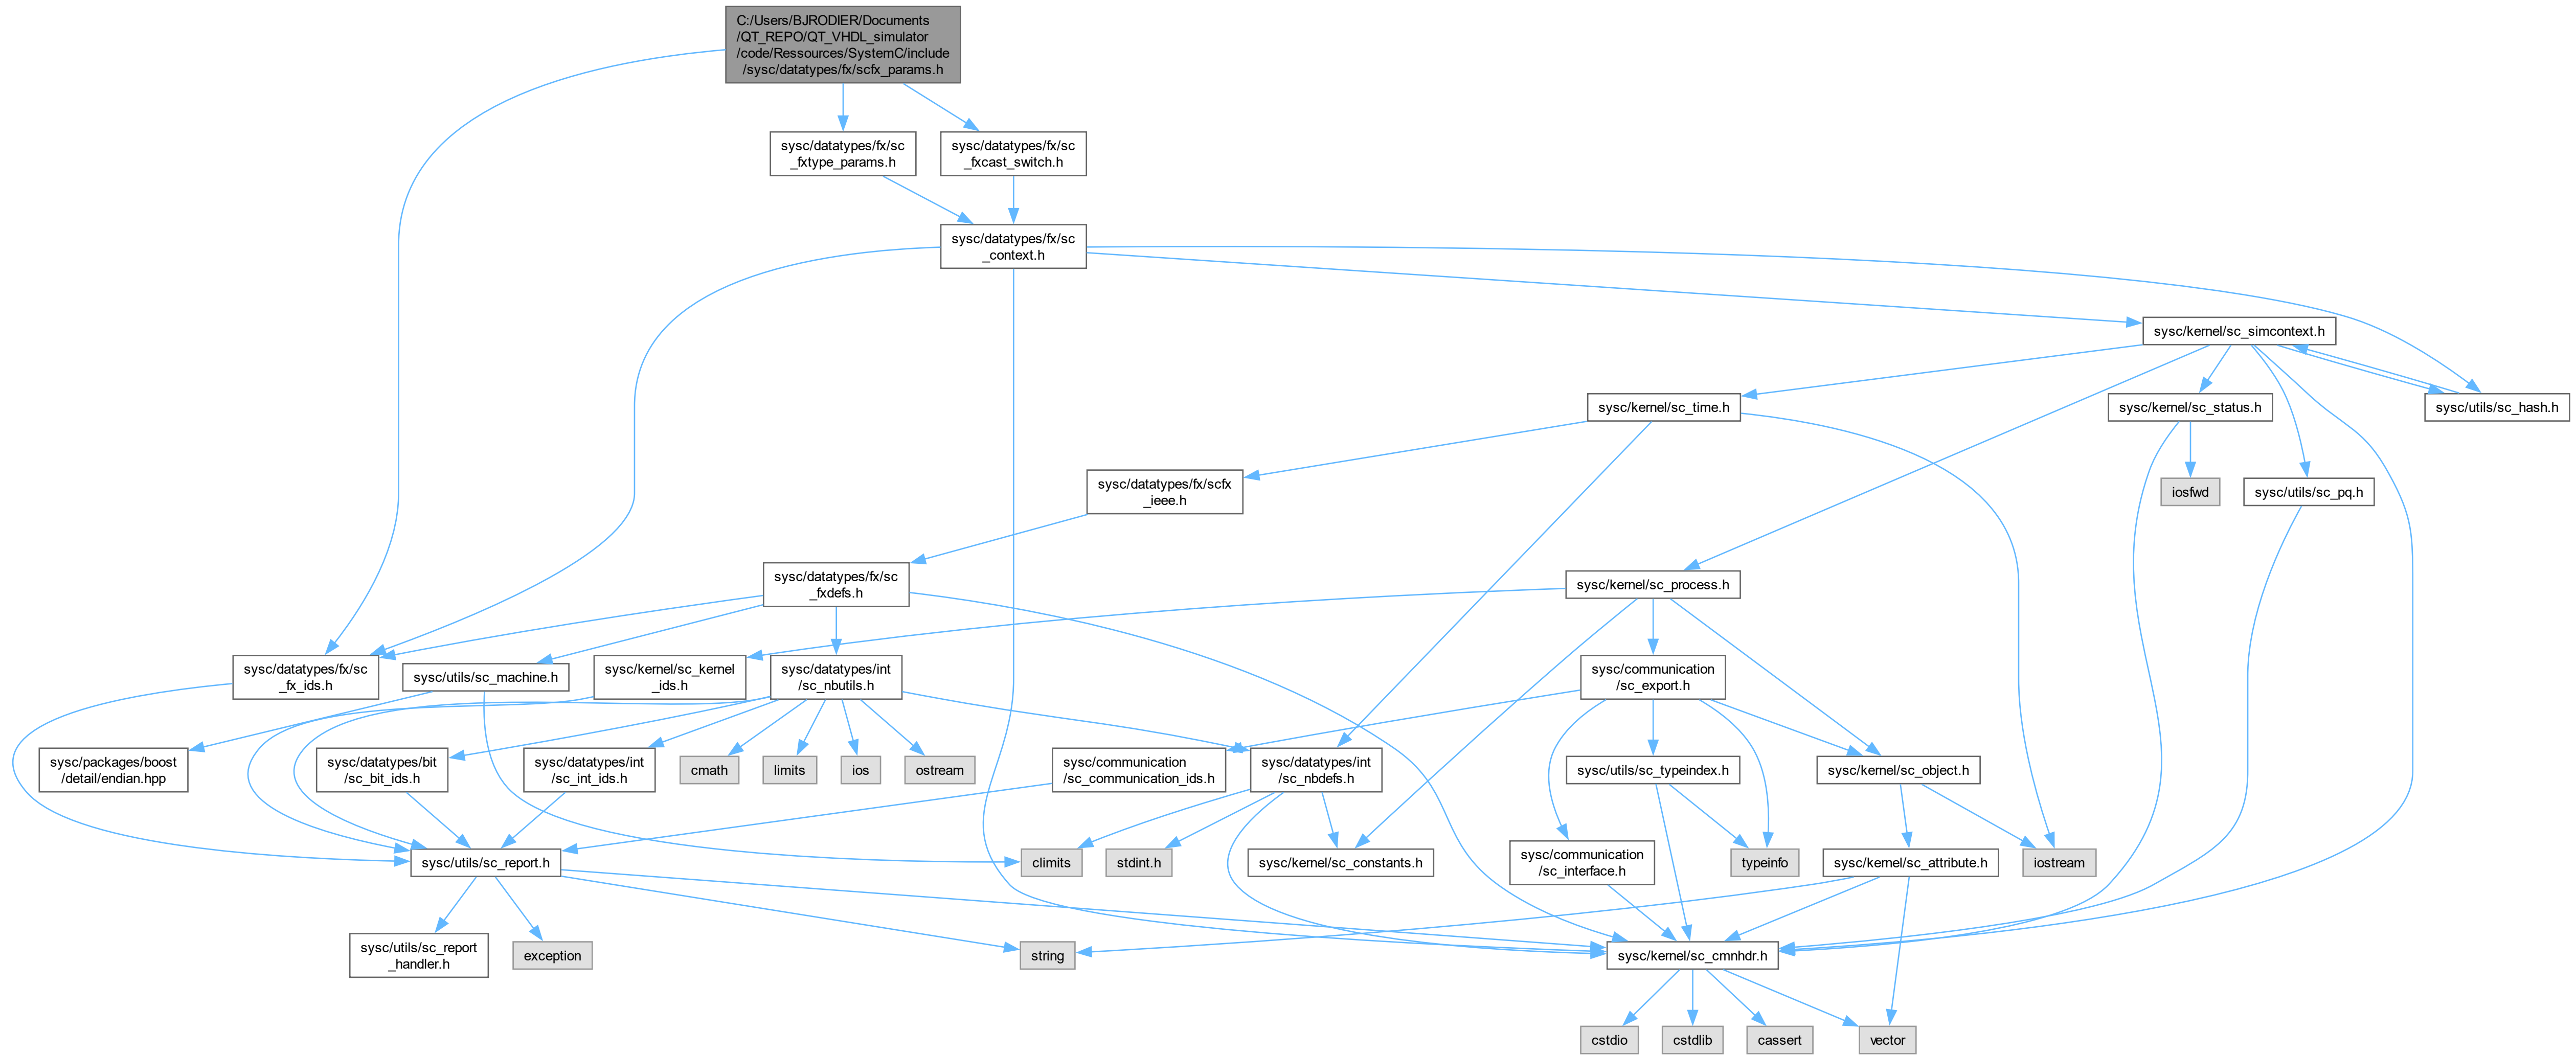 C:/Users/BJRODIER/Documents
/QT_REPO/QT_VHDL_simulator
/code/Ressources/SystemC/include
/sysc/datatypes/fx/scfx_params.h
sysc/datatypes/fx/sc
_fxtype_params.h
sysc/datatypes/fx/sc
_fxcast_switch.h
sysc/datatypes/fx/sc
_context.h
sysc/kernel/sc_simcontext.h
sysc/kernel/sc_time.h
sysc/kernel/sc_status.h
sysc/utils/sc_hash.h
sysc/datatypes/fx/scfx
_ieee.h
iosfwd
sysc/utils/sc_pq.h
sysc/datatypes/fx/sc
_fxdefs.h
sysc/kernel/sc_process.h
sysc/datatypes/fx/sc
_fx_ids.h
sysc/utils/sc_machine.h
sysc/kernel/sc_kernel
_ids.h
sysc/datatypes/int
/sc_nbutils.h
sysc/communication
/sc_export.h
sysc/packages/boost
/detail/endian.hpp
sysc/datatypes/bit
/sc_bit_ids.h
sysc/datatypes/int
/sc_int_ids.h
cmath
limits
ios
ostream
sysc/communication
/sc_communication_ids.h
sysc/datatypes/int
/sc_nbdefs.h
sysc/utils/sc_typeindex.h
sysc/kernel/sc_object.h
sysc/utils/sc_report.h
climits
stdint.h
sysc/kernel/sc_constants.h
sysc/communication
/sc_interface.h
typeinfo
sysc/kernel/sc_attribute.h
iostream
sysc/utils/sc_report
_handler.h
exception
string
sysc/kernel/sc_cmnhdr.h
cstdio
cstdlib
cassert
vector